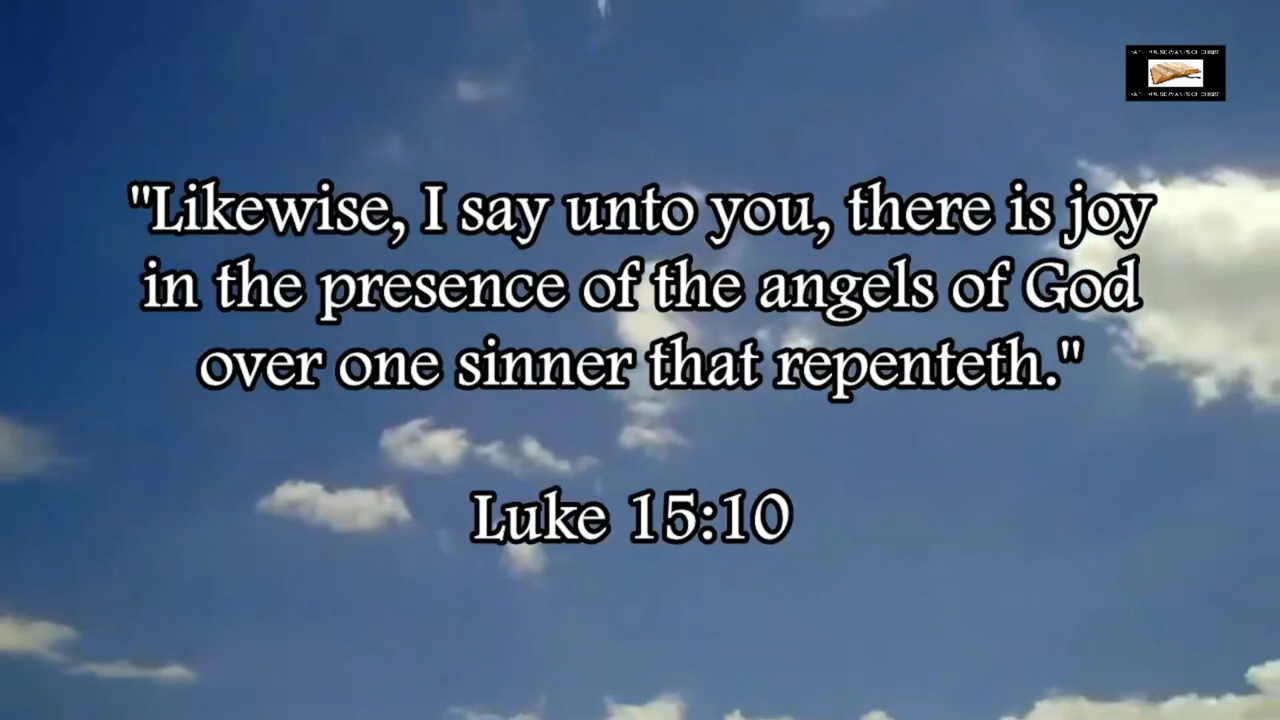 "Likewise, I say unto you, there is joy
in the presence of the angels of God
over one sinner that repenteth."
Luke 15:10